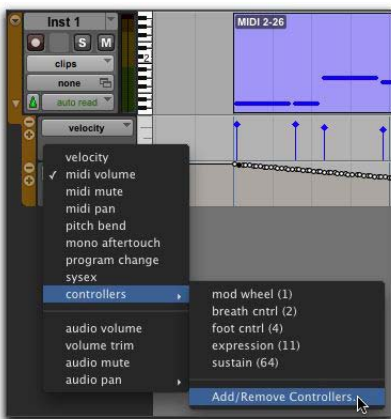 Inst 1
MIDI 2-26
S M
clips
none
auto read
velocity
velocity
✓ midi volume
midi mute
midi pan
pitch bend
mono aftertouch
program change
sysex
controllers
mod wheel (1)
breath cntrl (2)
foot cntrl (4)
expression (11)
sustain (64)
audio volume
volume trim
audio mute
audio pan
Add/Remove Controllers...